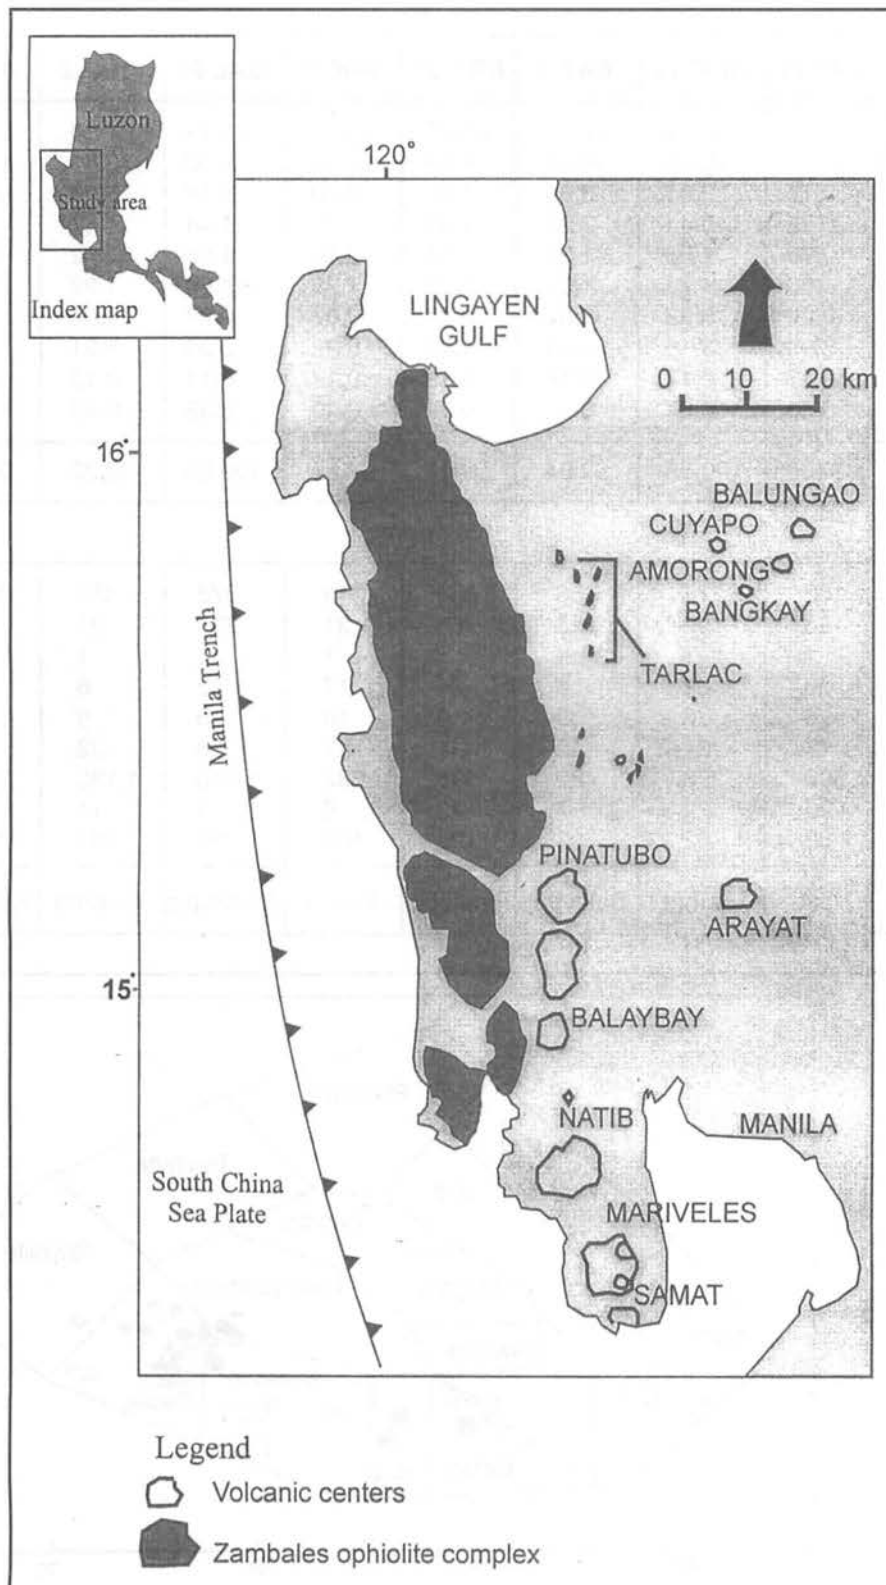 Luzon
Study area
Index map
120°
LINGAYEN
GULF
0 10 20 km
16°
BALUNGAO
CUYAPO
AMORONG
BANGKAY
TARLAC
Manila Trench
PINATUBO
ARAYAT
15°
BALAYBAY
NATIB
MANILA
South China
Sea Plate
MARIVELES
SAMAT
Legend
Volcanic centers
Zambales ophiolite complex